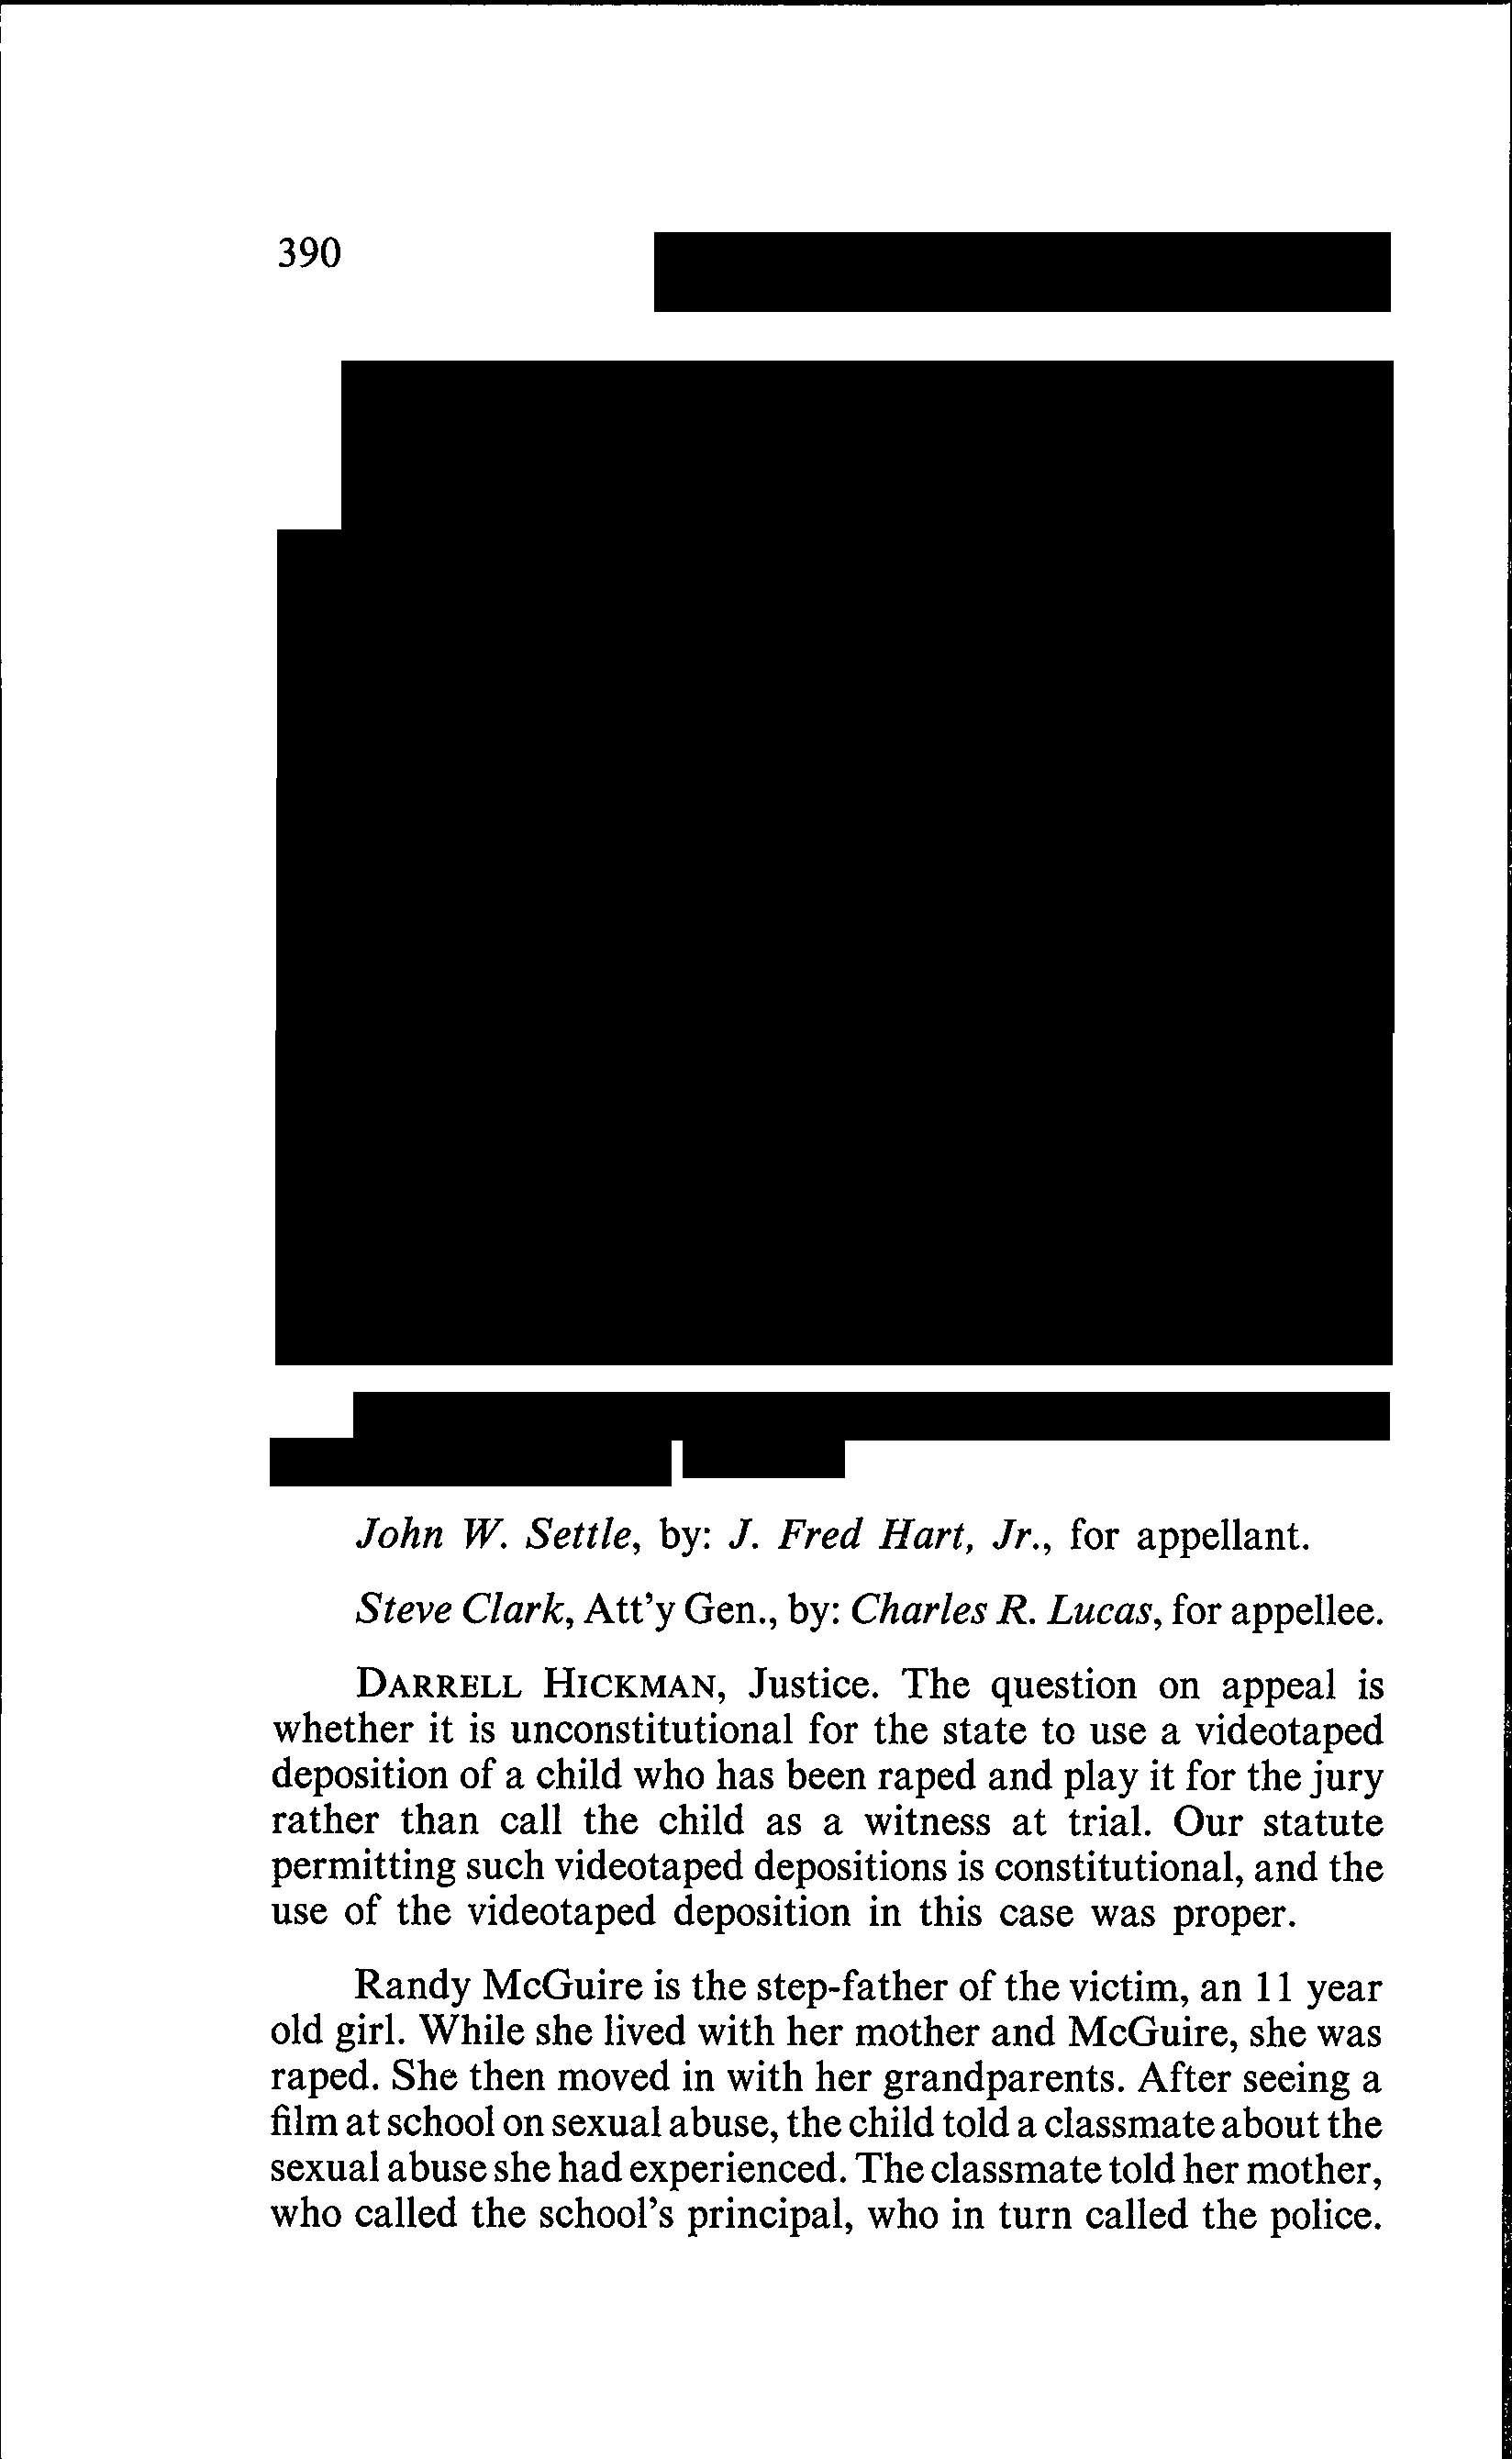 390
John W. Settle, by: J. Fred Hart, Jr., for appellant.
Steve Clark, Att'y Gen., by: Charles R. Lucas, for appellee.
DARRELL HICKMAN, Justice. The question on appeal is
whether it is unconstitutional for the state to use a videotaped
deposition of a child who has been raped and play it for the jury
rather than call the child as a witness at trial. Our statute
permitting such videotaped depositions is constitutional, and the
use of the videotaped deposition in this case was proper.
Randy McGuire is the step-father of the victim, an 11 year
old girl. While she lived with her mother and McGuire, she was
raped. She then moved in with her grandparents. After seeing a
film at school on sexual abuse, the child told a classmate about the
sexual abuse she had experienced. The classmate told her mother,
who called the school's principal, who in turn called the police.